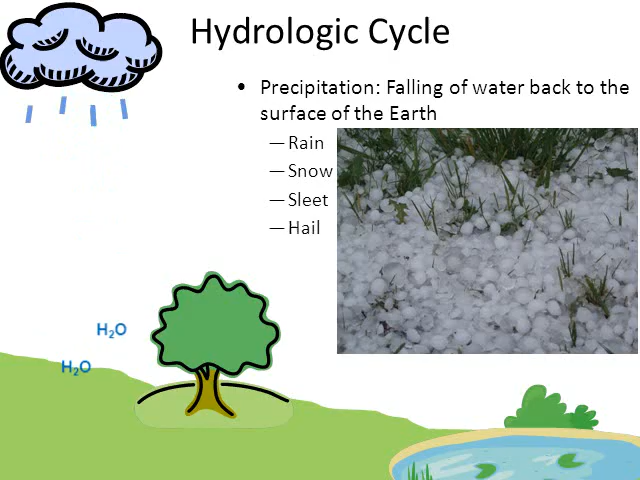 Hydrologic Cycle
• Precipitation: Falling of water back to the
surface of the Earth
—Rain
—Snow
—Sleet
—Hail
H₂O
H₂O